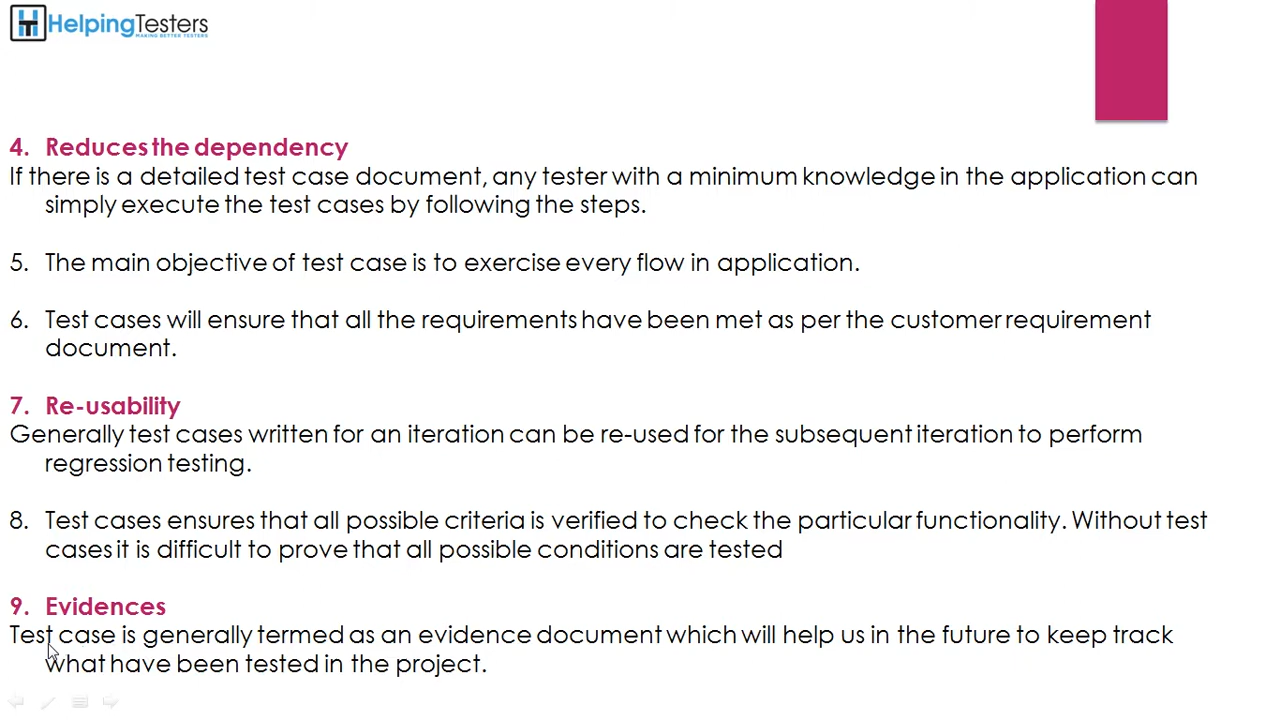 HelpingTesters
MAKING BETTER TESTERS
4. Reduces the dependency
If there is a detailed test case document, any tester with a minimum knowledge in the application can
simply execute the test cases by following the steps.
5. The main objective of test case is to exercise every flow in application.
6. Test cases will ensure that all the requirements have been met as per the customer requirement
document.
7. Re-usability
Generally test cases written for an iteration can be re-used for the subsequent iteration to perform
regression testing.
8. Test cases ensures that all possible criteria is verified to check the particular functionality. Without test
cases it is difficult to prove that all possible conditions are tested
9. Evidences
Test case is generally termed as an evidence document which will help us in the future to keep track
what have been tested in the project.